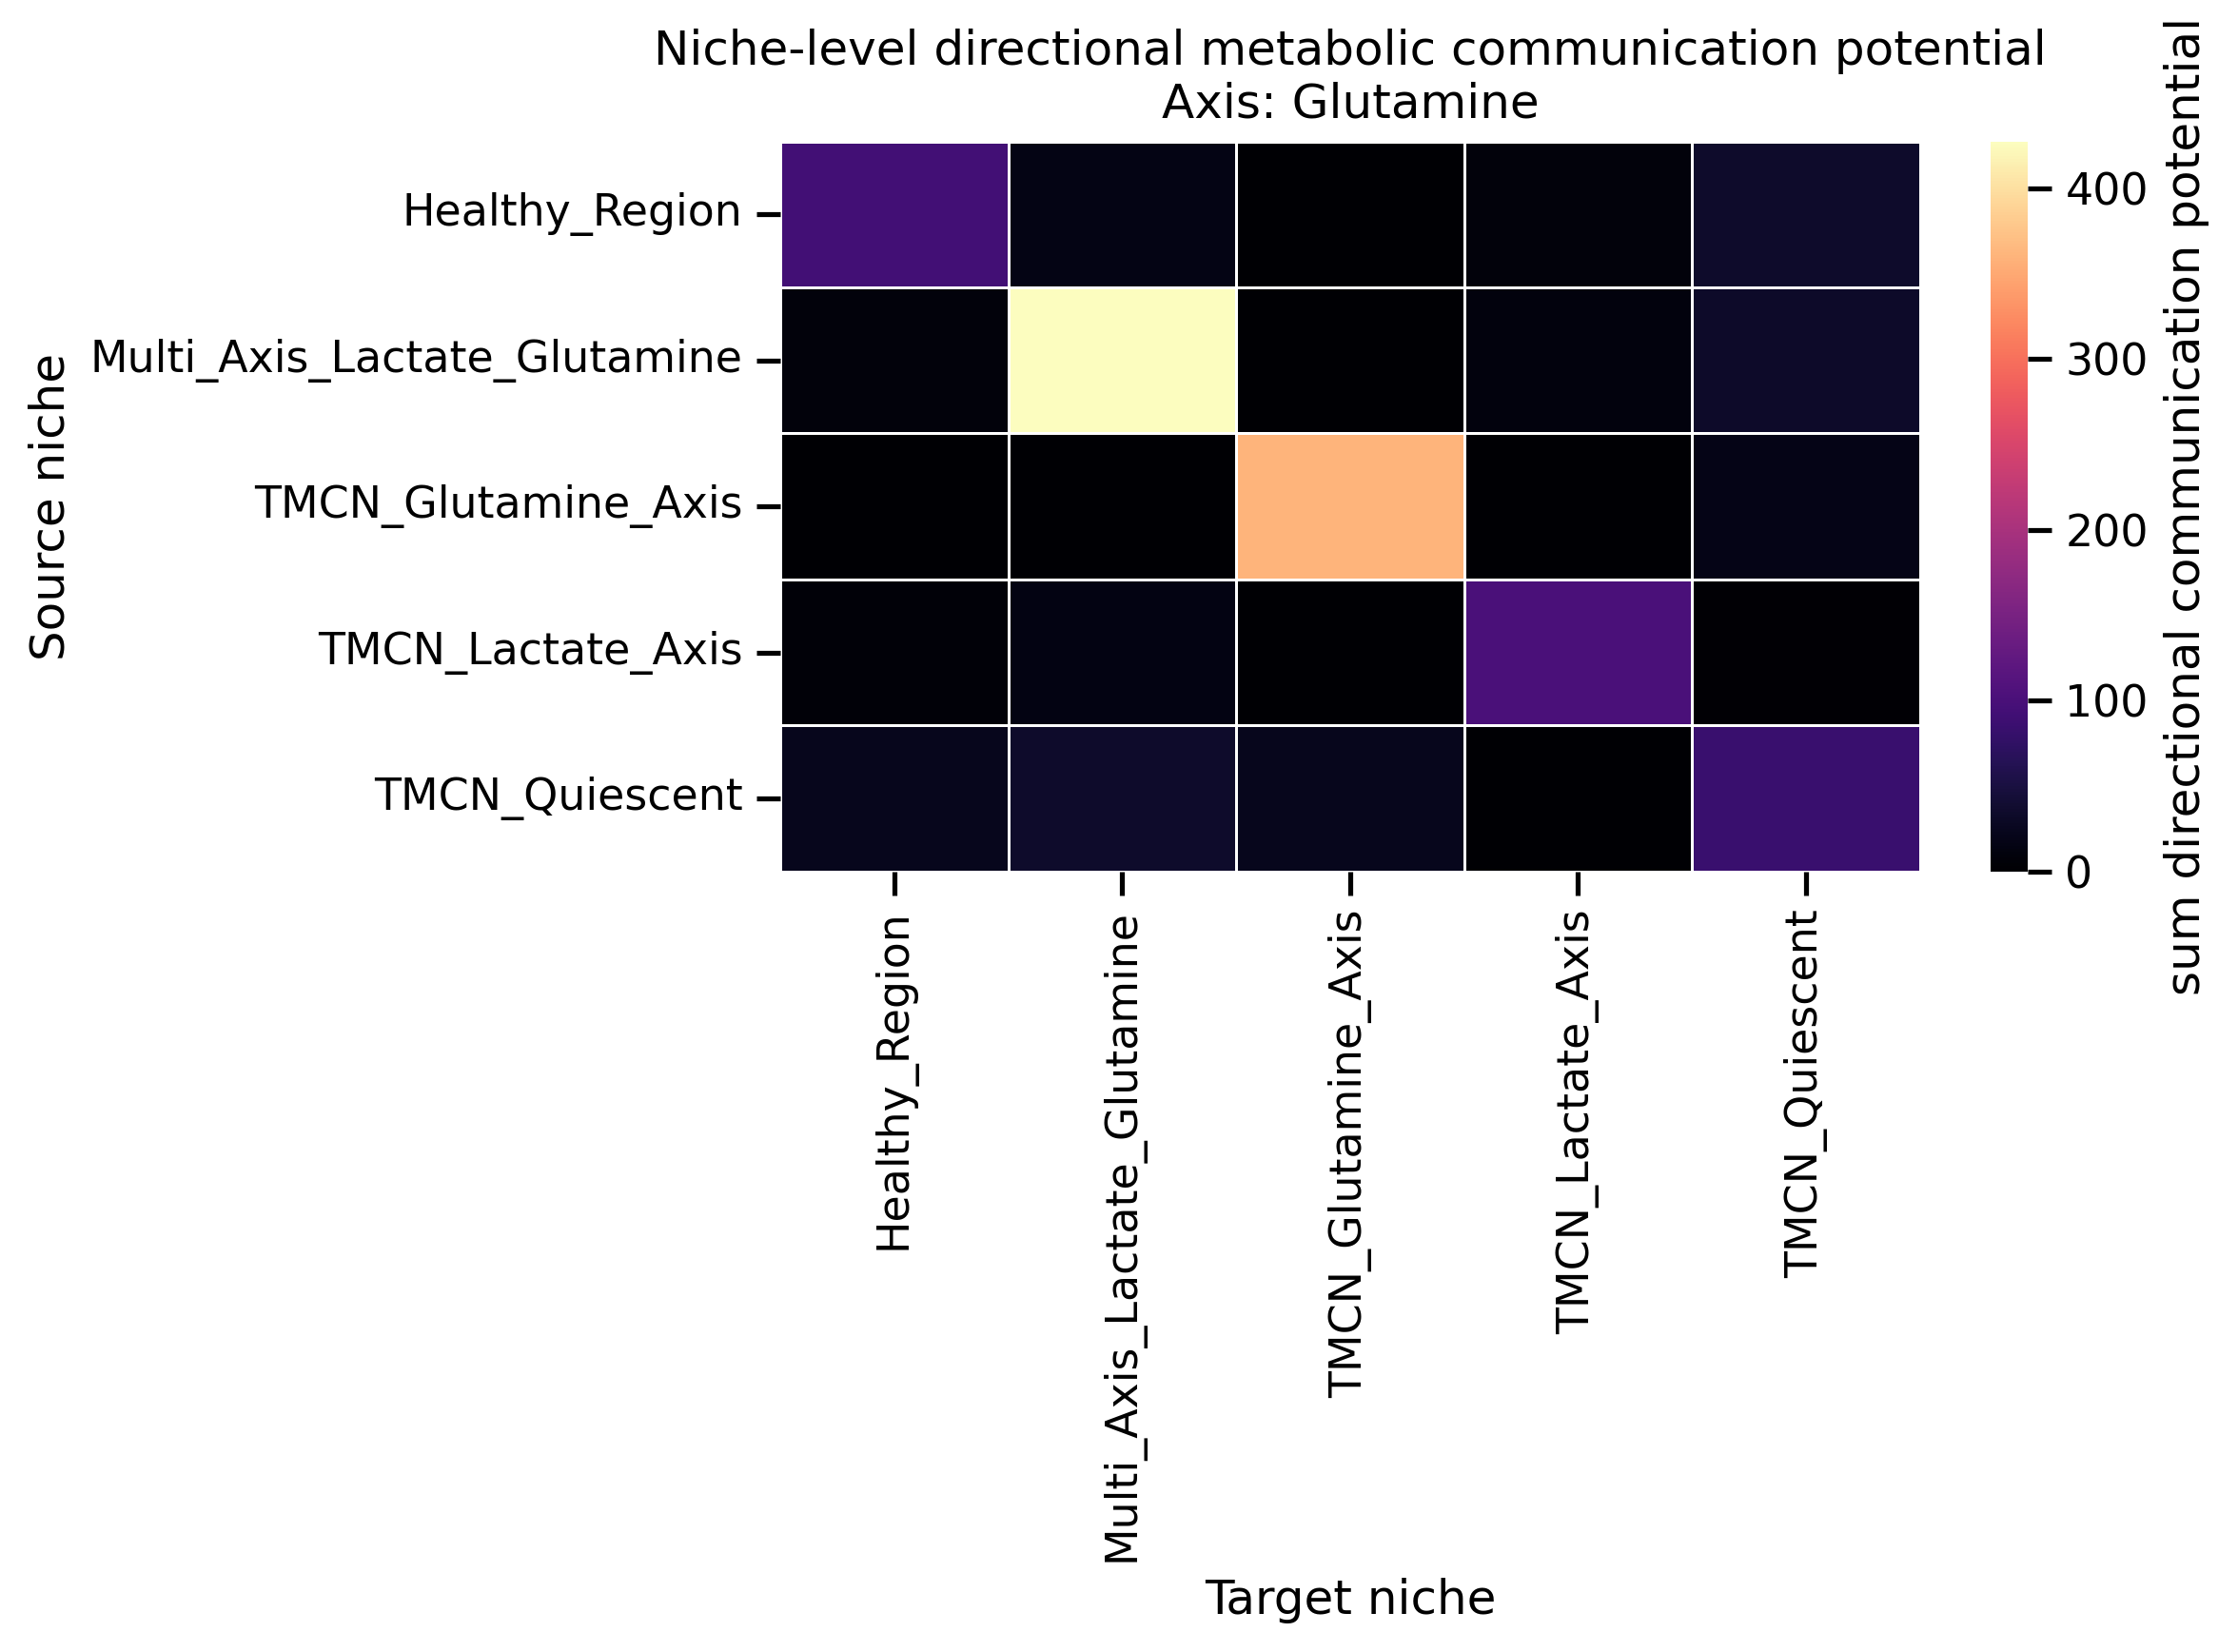 Niche-level directional metabolic communication potential
Axis: Glutamine
Source niche
Healthy_Region
Multi_Axis_Lactate_Glutamine
TMCN_Glutamine_Axis
TMCN_Lactate_Axis
TMCN_Quiescent
Healthy_Region
Multi_Axis_Lactate_Glutamine
TMCN_Glutamine_Axis
TMCN_Lactate_Axis
TMCN_Quiescent
Target niche
400
300
200
100
0
sum directional communication potential